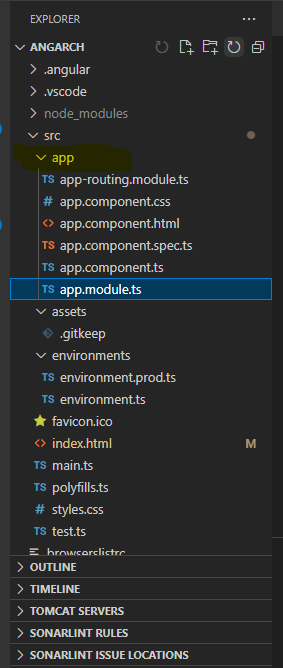 EXPLORER
ANGARCH
.angular
.vscode
node_modules
src
app
TS app-routing.module.ts
# app.component.css
<> app.component.html
TS app.component.spec.ts
TS app.component.ts
TS app.module.ts
assets
.gitkeep
environments
TS environment.prod.ts
TS environment.ts
favicon.ico
<> index.html M
TS main.ts
TS polyfills.ts
# styles.css
TS test.ts
.browserslistrc
OUTLINE
TIMELINE
TOMCAT SERVERS
SONARLINT RULES
SONARLINT ISSUE LOCATIONS